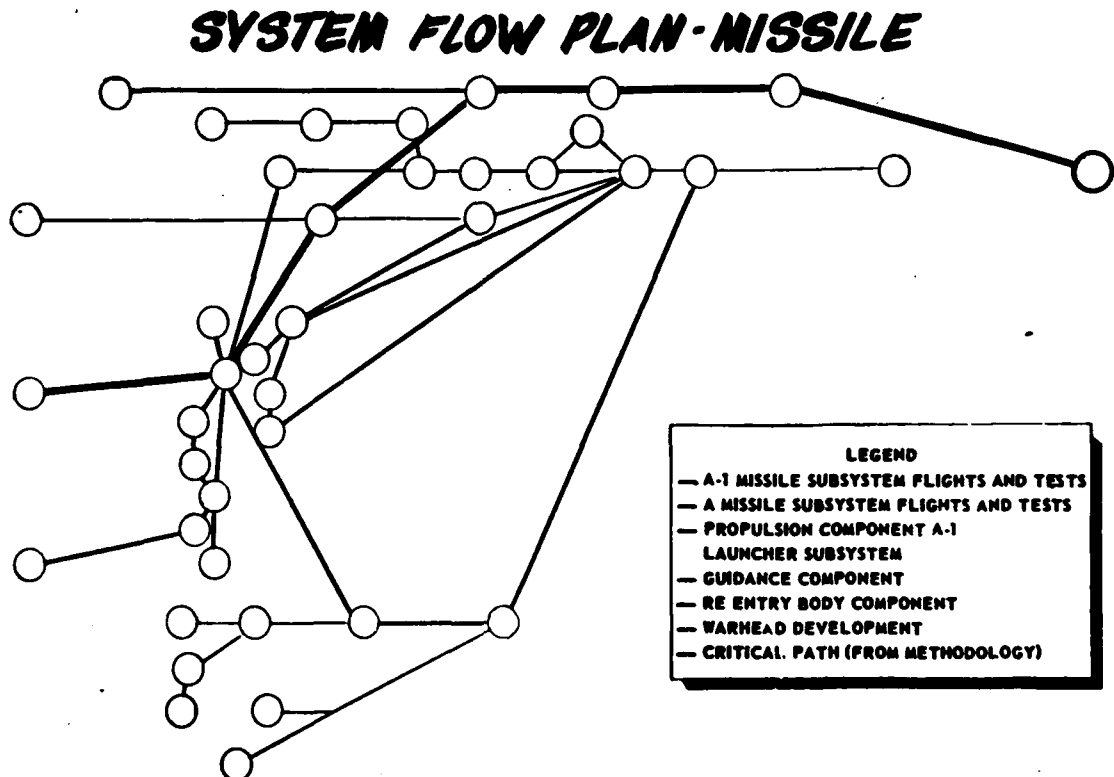 SYSTEM FLOW PLAN-MISSILE
LEGEND
— A-1 MISSILE SUBSYSTEM FLIGHTS AND TESTS
— A MISSILE SUBSYSTEM FLIGHTS AND TESTS
— PROPULSION COMPONENT A-1
LAUNCHER SUBSYSTEM
— GUIDANCE COMPONENT
— RE ENTRY BODY COMPONENT
— WARHEAD DEVELOPMENT
— CRITICAL. PATH (FROM METHODOLOGY)